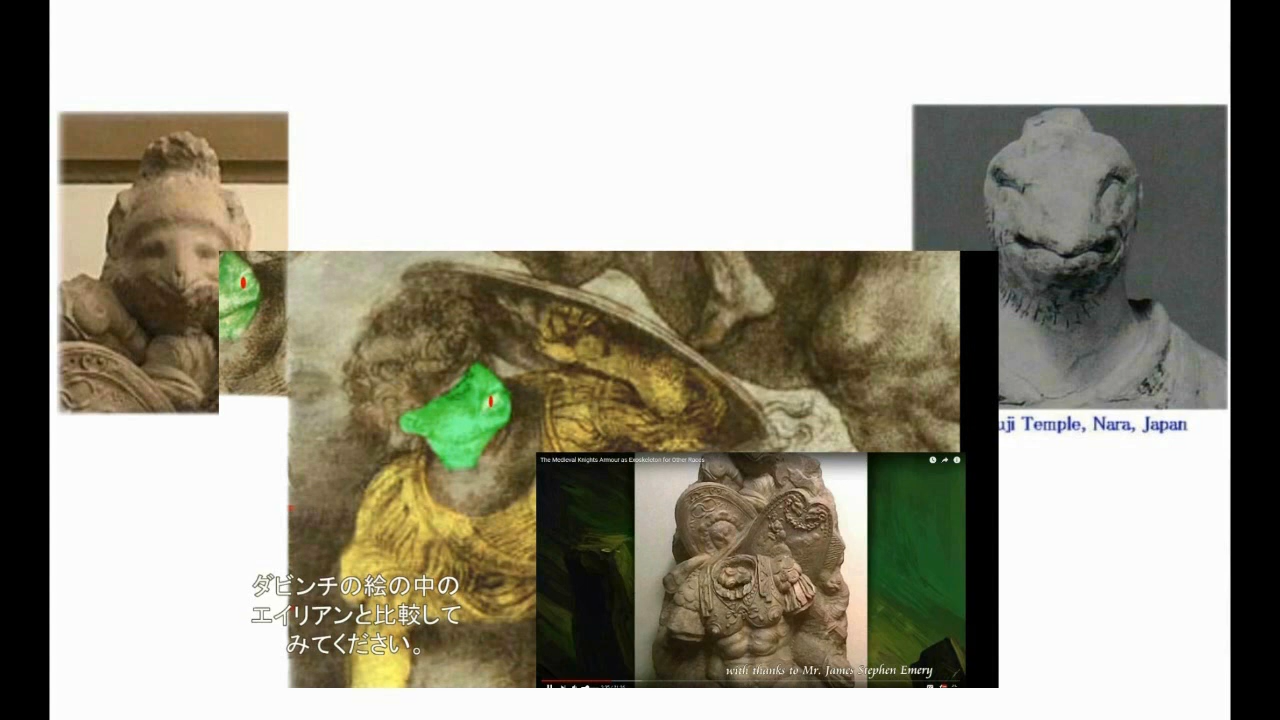 uji Temple, Nara, Japan
The Medieval Knights Armour as Exoskeleton for Other Races
ダビンチの絵の中の
エイリアンと比較して
みてください。
with thanks to Mr. James Stephen Emery